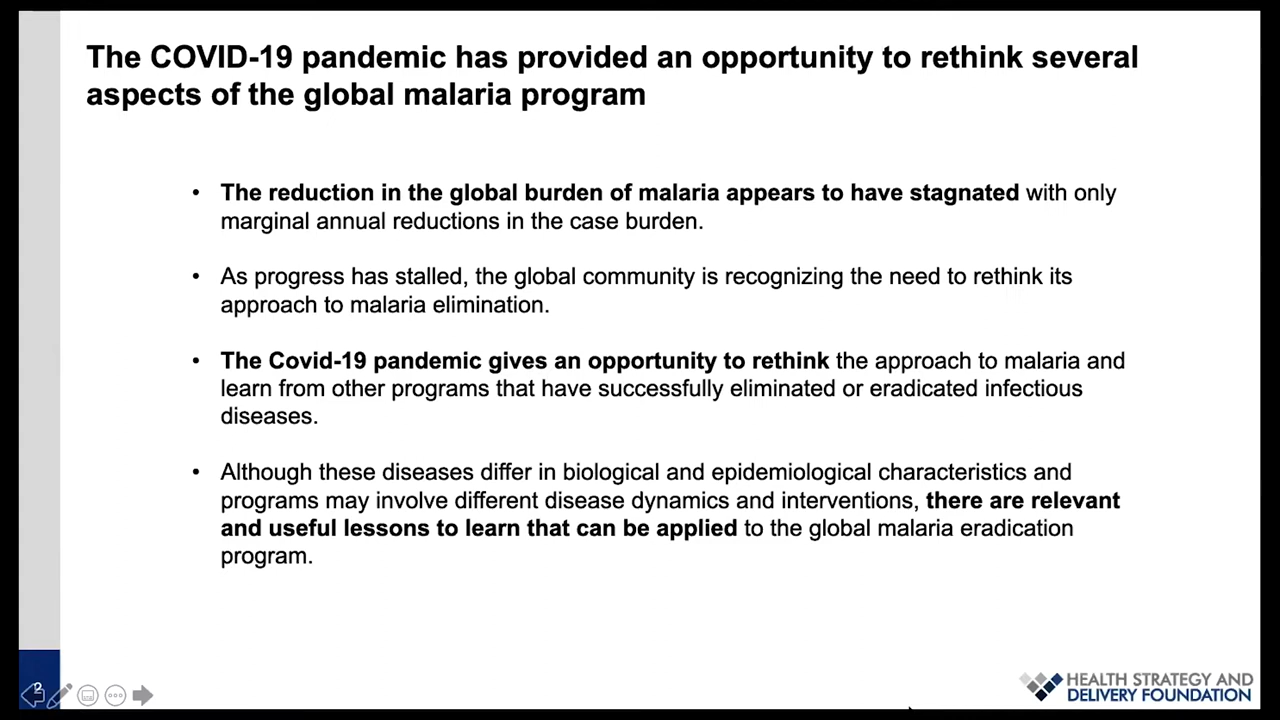 The COVID-19 pandemic has provided an opportunity to rethink several
aspects of the global malaria program
• The reduction in the global burden of malaria appears to have stagnated with only
marginal annual reductions in the case burden.
• As progress has stalled, the global community is recognizing the need to rethink its
approach to malaria elimination.
• The Covid-19 pandemic gives an opportunity to rethink the approach to malaria and
learn from other programs that have successfully eliminated or eradicated infectious
diseases.
• Although these diseases differ in biological and epidemiological characteristics and
programs may involve different disease dynamics and interventions, there are relevant
and useful lessons to learn that can be applied to the global malaria eradication
program.
2
HEALTH STRATEGY AND
DELIVERY FOUNDATION